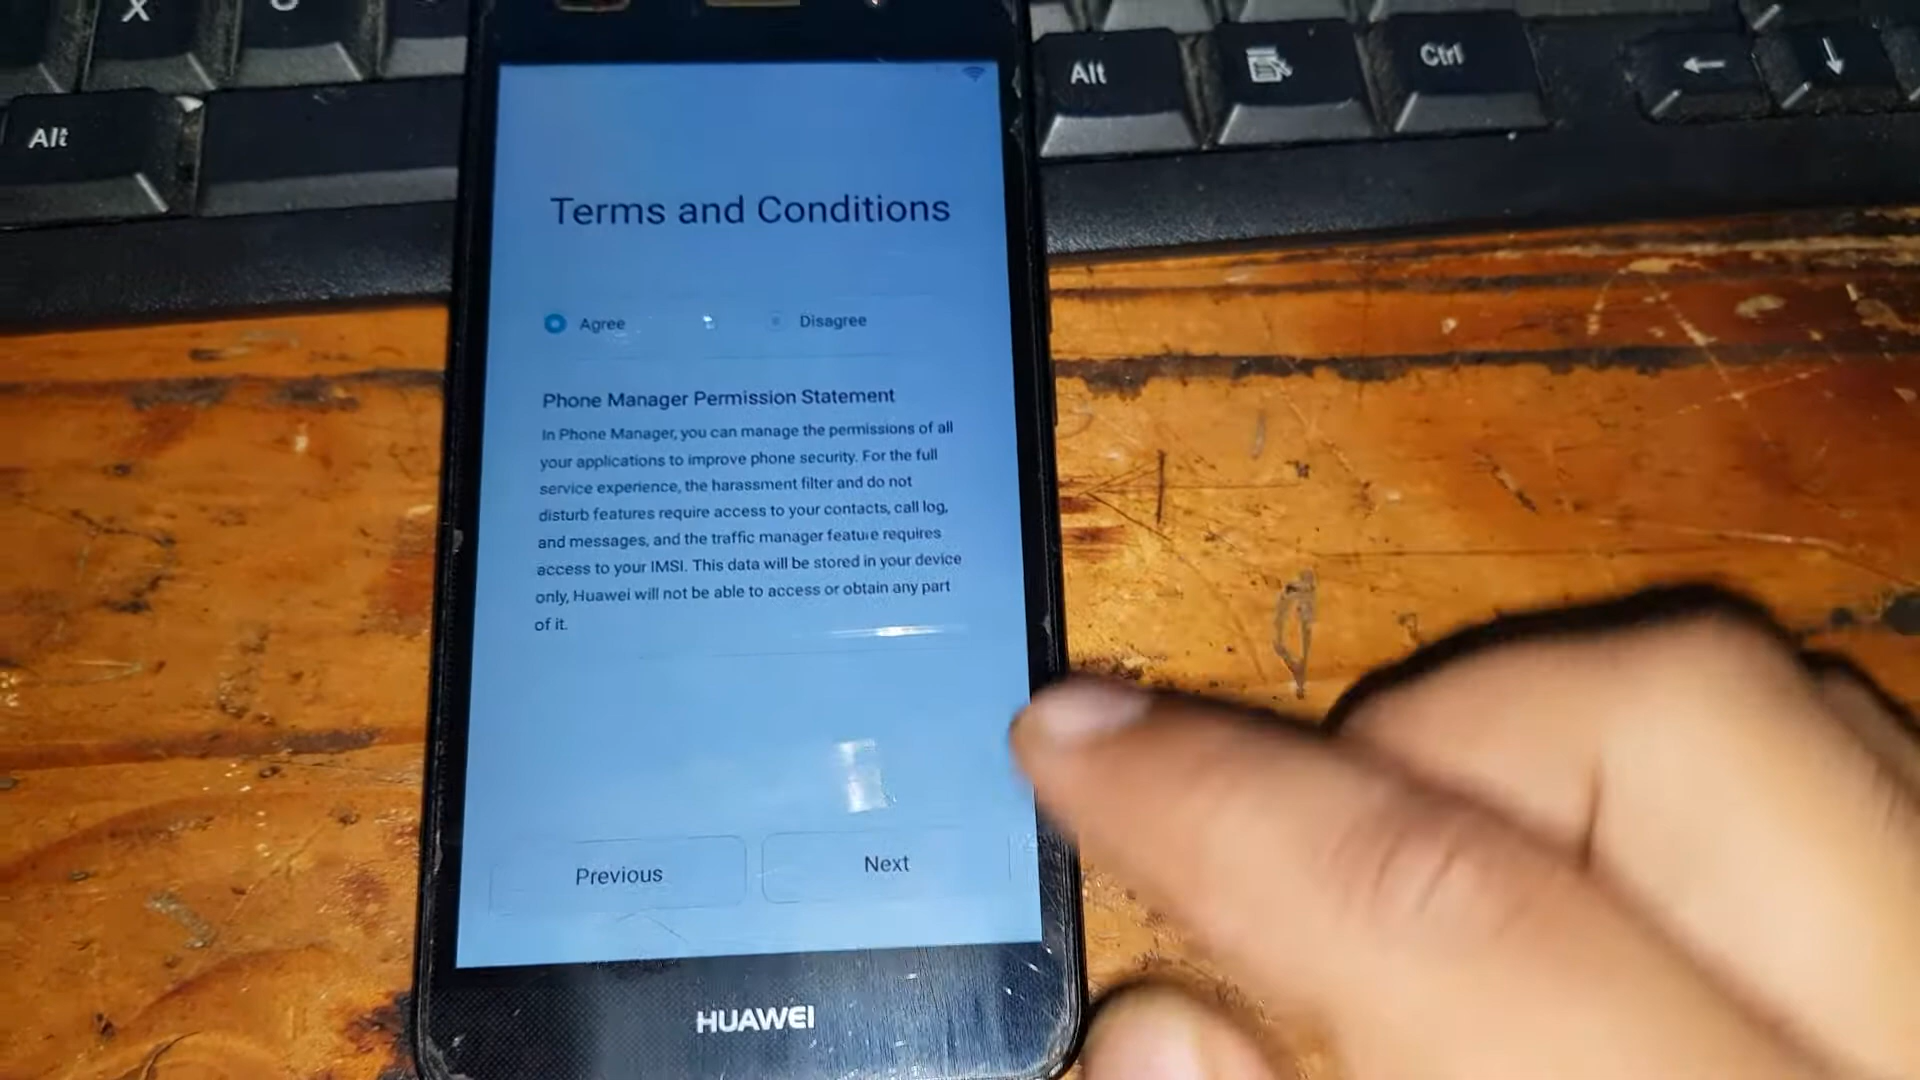 X
Alt
Alt
Ctrl
Terms and Conditions
Agree
Disagree
Phone Manager Permission Statement
In Phone Manager, you can manage the permissions of all
your applications to improve phone security. For the full
service experience, the harassment filter and do not
disturb features require access to your contacts, call log,
and messages, and the traffic manager feature requires
access to your IMSI. This data will be stored in your device
only, Huawei will not be able to access or obtain any part
of it.
Previous
Next
HUAWEI